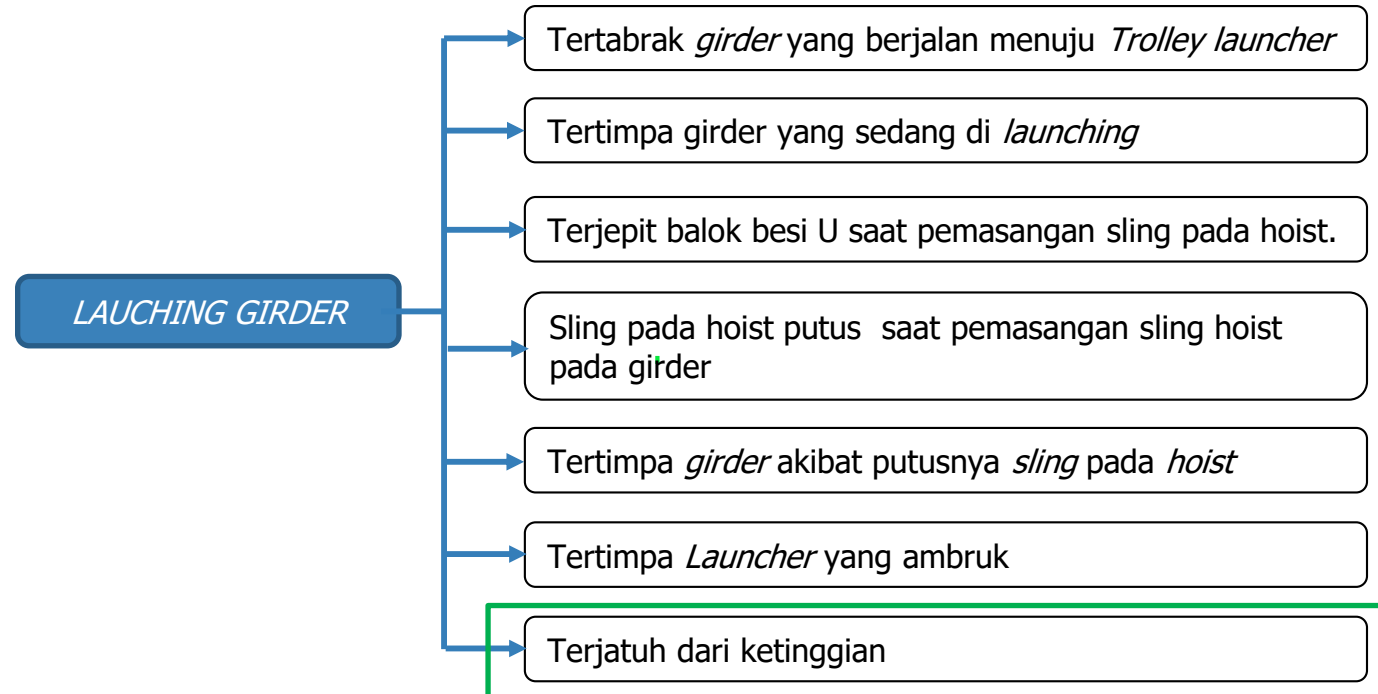 Tertabrak girder yang berjalan menuju Trolley launcher
Tertimpa girder yang sedang di launching
Terjepit balok besi U saat pemasangan sling pada hoist.
LAUCHING GIRDER
Sling pada hoist putus  saat pemasangan sling hoist
pada girder
Tertimpa girder akibat putusnya sling pada hoist
Tertimpa Launcher yang ambruk
Terjatuh dari ketinggian